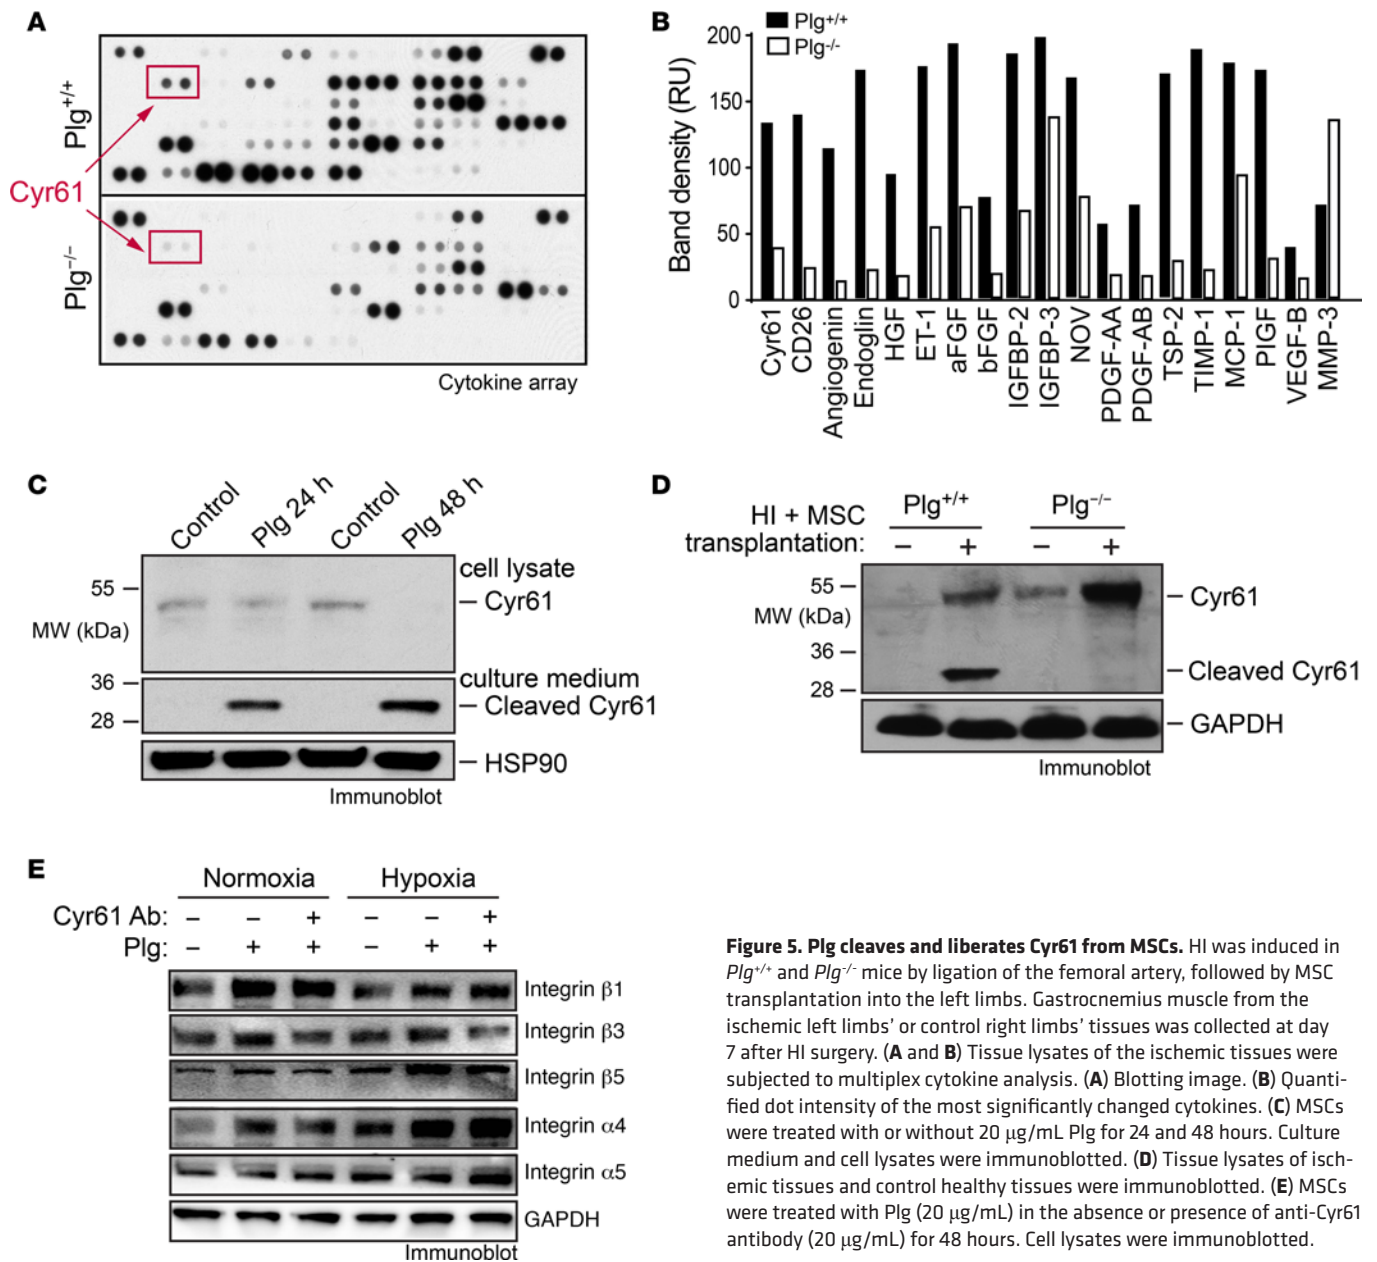 A
Plg+/+
Cyr61
Plg−/−
Cytokine array
B
Plg+/+
Plg-/-
Band density (RU)
200
150
100
50
0
Cyr61
CD26
Angiogenin
Endoglin
HGF
ET-1
aFGF
bFGF
IGFBP-2
IGFBP-3
NOV
PDGF-AA
PDGF-AB
TSP-2
TIMP-1
MCP-1
PIGF
VEGF-B
MMP-3
C
Control
Plg 24 h
Control
Plg 48 h
cell lysate
55
Cyr61
MW (kDa)
36
culture medium
Cleaved Cyr61
28
HSP90
Immunoblot
D
Plg+/+ Plg−/−
HI + MSC
transplantation: − + − +
55
Cyr61
MW (kDa)
36
Cleaved Cyr61
28
GAPDH
Immunoblot
E
Normoxia Hypoxia
Cyr61 Ab: − − + − − +
Plg: − + + − + +
Integrin β1
Integrin β3
Integrin β5
Integrin α4
Integrin α5
GAPDH
Immunoblot
Figure 5. Plg cleaves and liberates Cyr61 from MSCs. HI was induced in
Plg+/+ and Plg-/- mice by ligation of the femoral artery, followed by MSC
transplantation into the left limbs. Gastrocnemius muscle from the
ischemic left limbs’ or control right limbs’ tissues was collected at day
7 after HI surgery. (A and B) Tissue lysates of the ischemic tissues were
subjected to multiplex cytokine analysis. (A) Blotting image. (B) Quanti-
fied dot intensity of the most significantly changed cytokines. (C) MSCs
were treated with or without 20 μg/mL Plg for 24 and 48 hours. Culture
medium and cell lysates were immunoblotted. (D) Tissue lysates of isch-
emic tissues and control healthy tissues were immunoblotted. (E) MSCs
were treated with Plg (20 μg/mL) in the absence or presence of anti-Cyr61
antibody (20 μg/mL) for 48 hours. Cell lysates were immunoblotted.